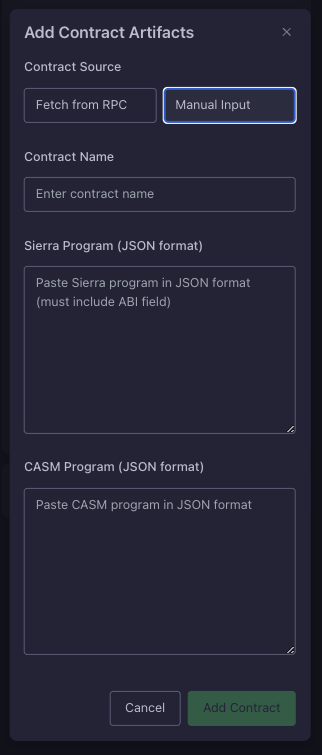 Add Contract Artifacts
Contract Source
Fetch from RPC
Manual Input
Contract Name
Enter contract name
Sierra Program (JSON format)
Paste Sierra program in JSON format
(must include ABI field)
CASM Program (JSON format)
Paste CASM program in JSON format
Cancel
Add Contract